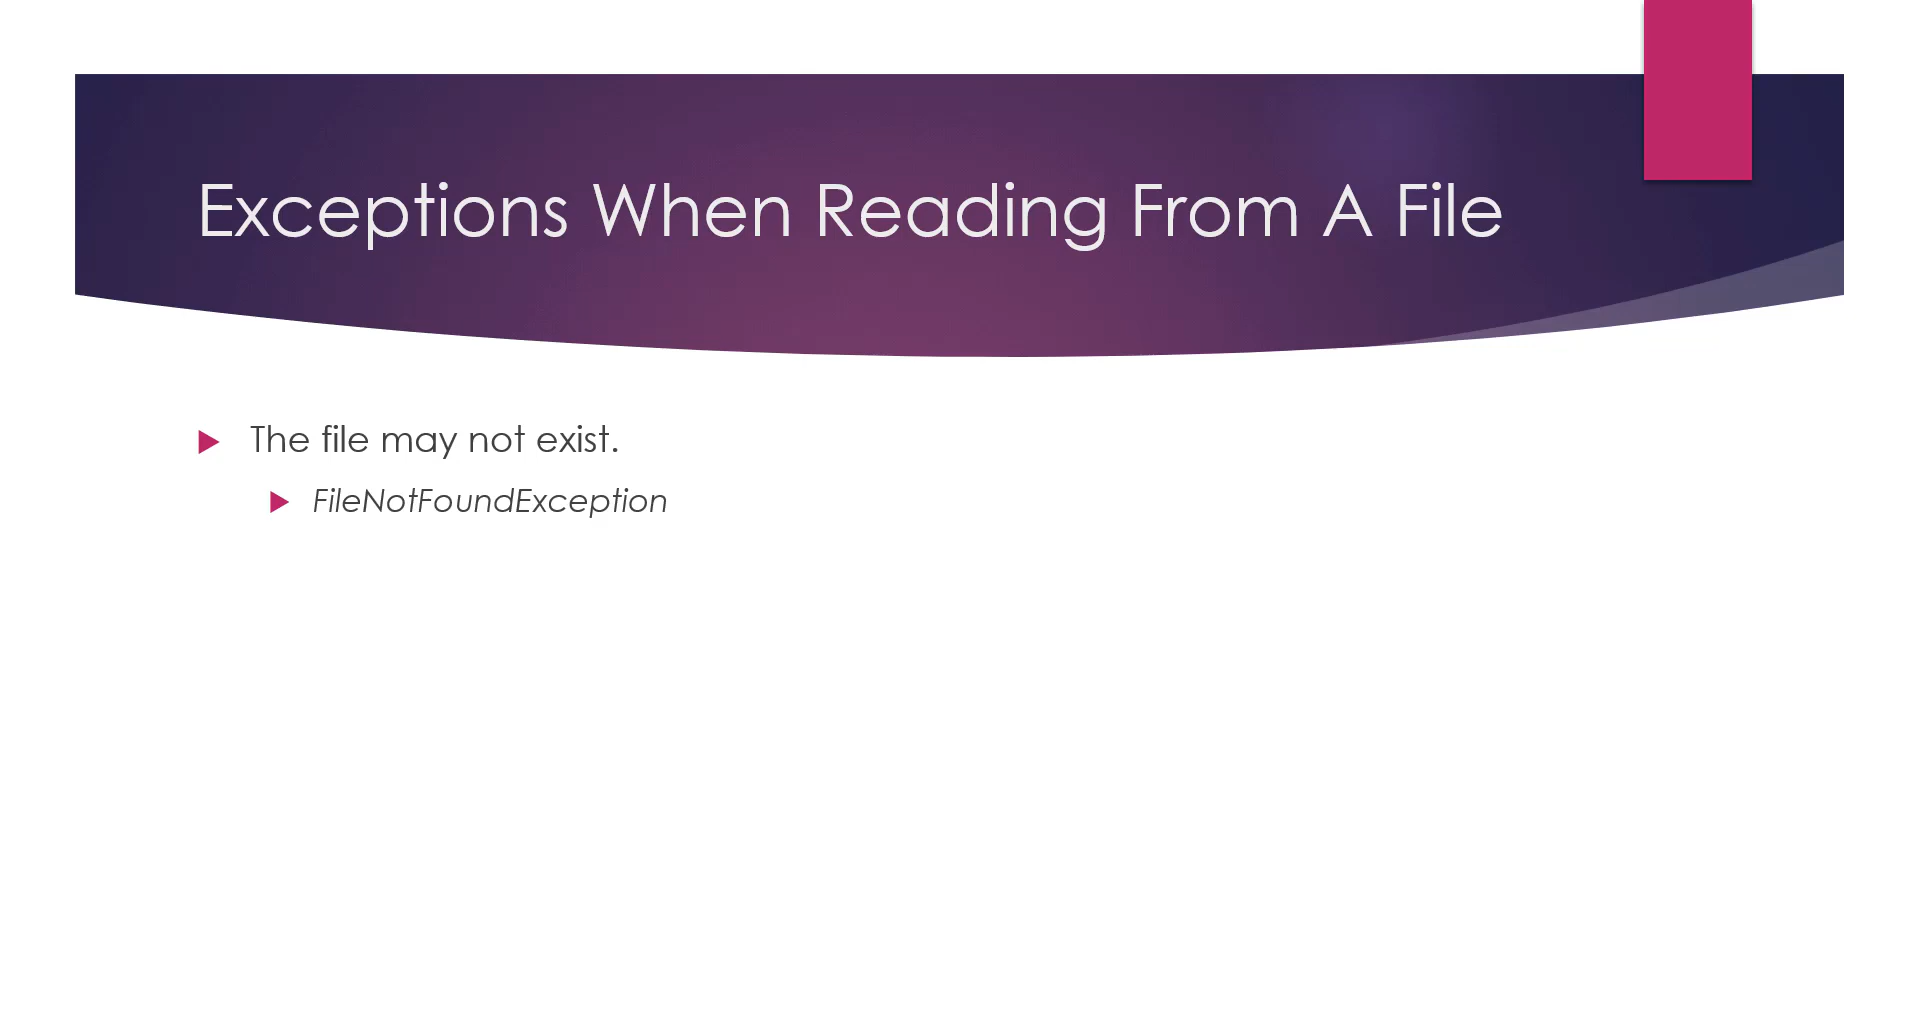 Exceptions When Reading From A File
The file may not exist.
FileNotFoundException